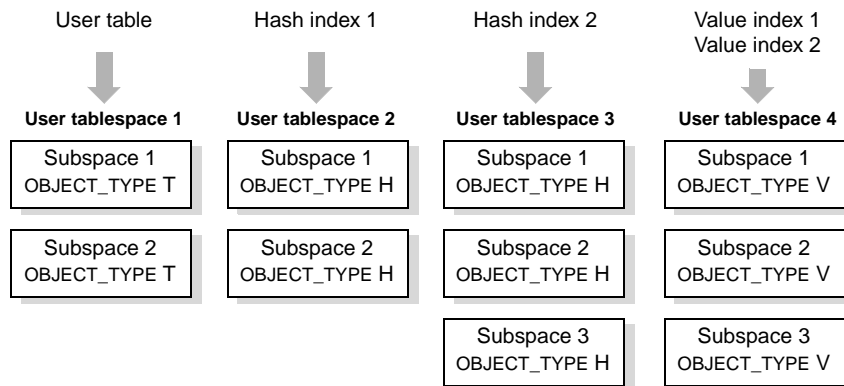 User table
Hash index 1
Hash index 2
Value index 1
Value index 2
User tablespace 1
User tablespace 2
User tablespace 3
User tablespace 4
Subspace 1
OBJECT_TYPE T
Subspace 1
OBJECT_TYPE H
Subspace 1
OBJECT_TYPE H
Subspace 1
OBJECT_TYPE V
Subspace 2
OBJECT_TYPE T
Subspace 2
OBJECT_TYPE H
Subspace 2
OBJECT_TYPE H
Subspace 2
OBJECT_TYPE V
Subspace 3
OBJECT_TYPE H
Subspace 3
OBJECT_TYPE V